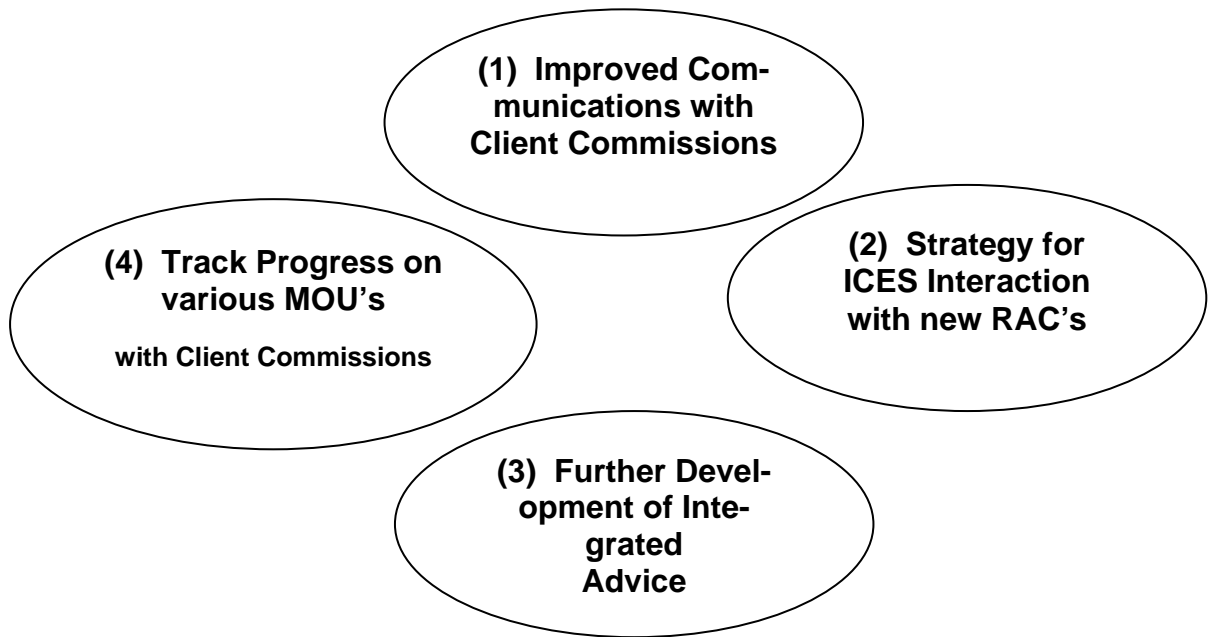 (1) Improved Com-
munications with
Client Commissions
(2) Strategy for
ICES Interaction
with new RAC's
(3) Further Devel-
opment of Inte-
grated
Advice
(4) Track Progress on
various MOU's
with Client Commissions